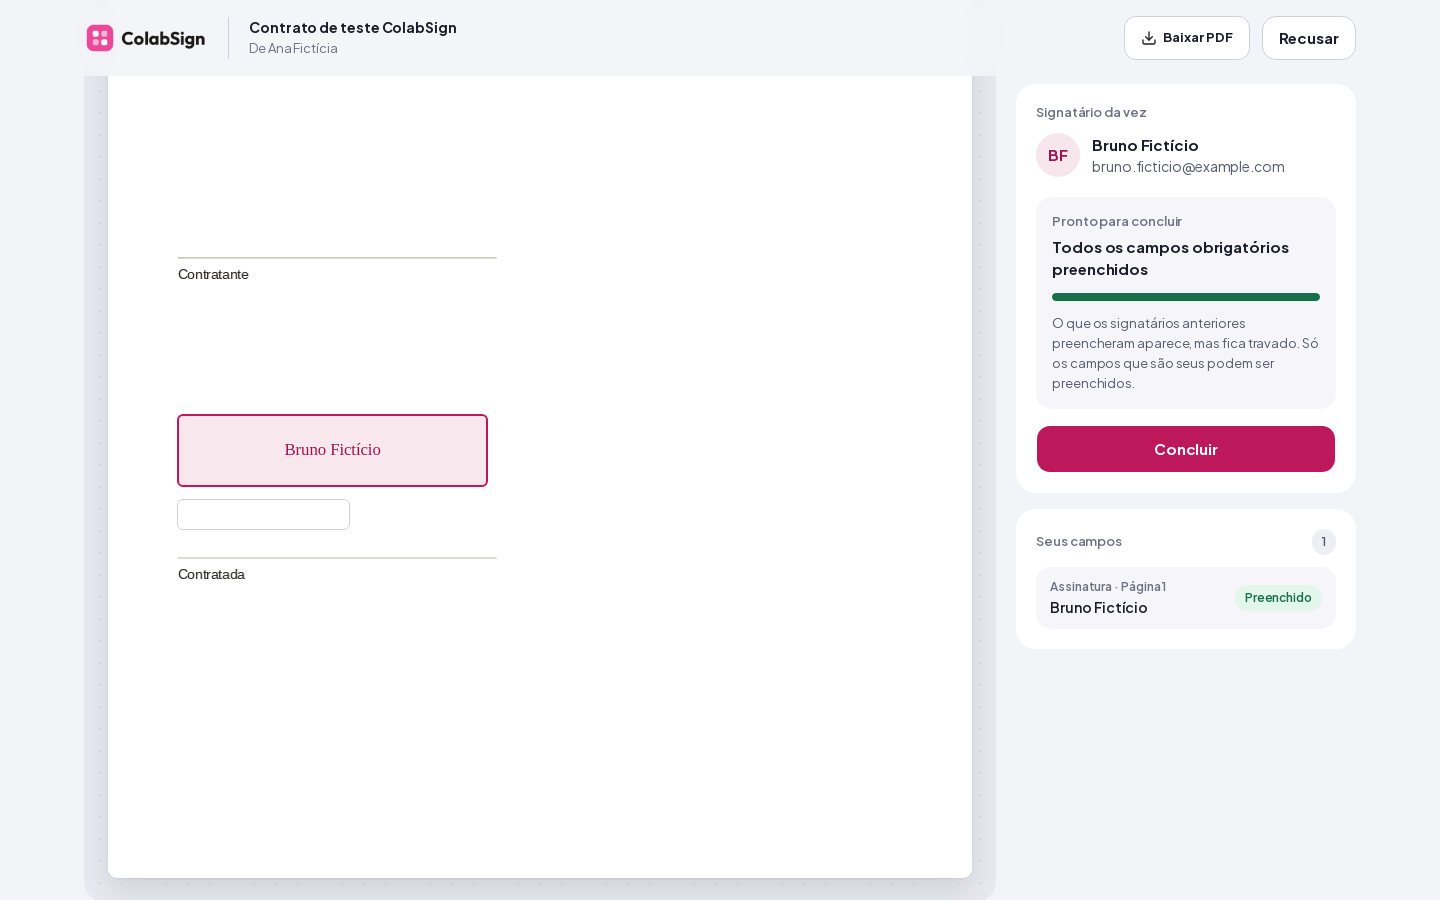 ColabSign
Contrato de teste ColabSign
De Ana Fictícia
Baixar PDF
Recusar
Contratante
Bruno Fictício
Contratada
Signatário da vez
BF
Bruno Fictício
bruno.ficticio@example.com
Pronto para concluir
Todos os campos obrigatórios
preenchidos
O que os signatários anteriores
preencheram aparece, mas fica travado. Só
os campos que são seus podem ser
preenchidos.
Concluir
Seus campos
1
Assinatura · Página 1
Bruno Fictício
Preenchido